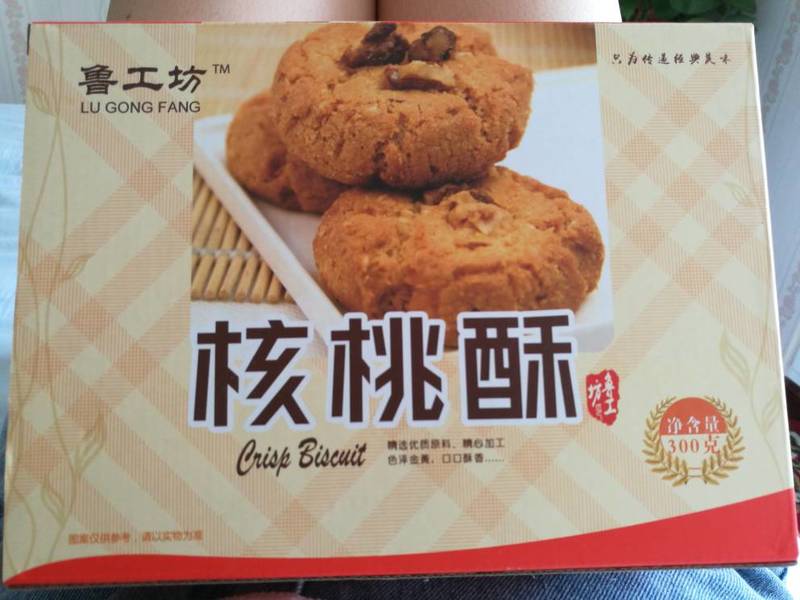 鲁工坊™
LU GONG FANG
只为传递经典美味
核桃酥
鲁工坊
Crisp Biscuit
精选优质原料、精心加工
色泽金黄，口口酥香......
净含量
300克
图案仅供参考，请以实物为准